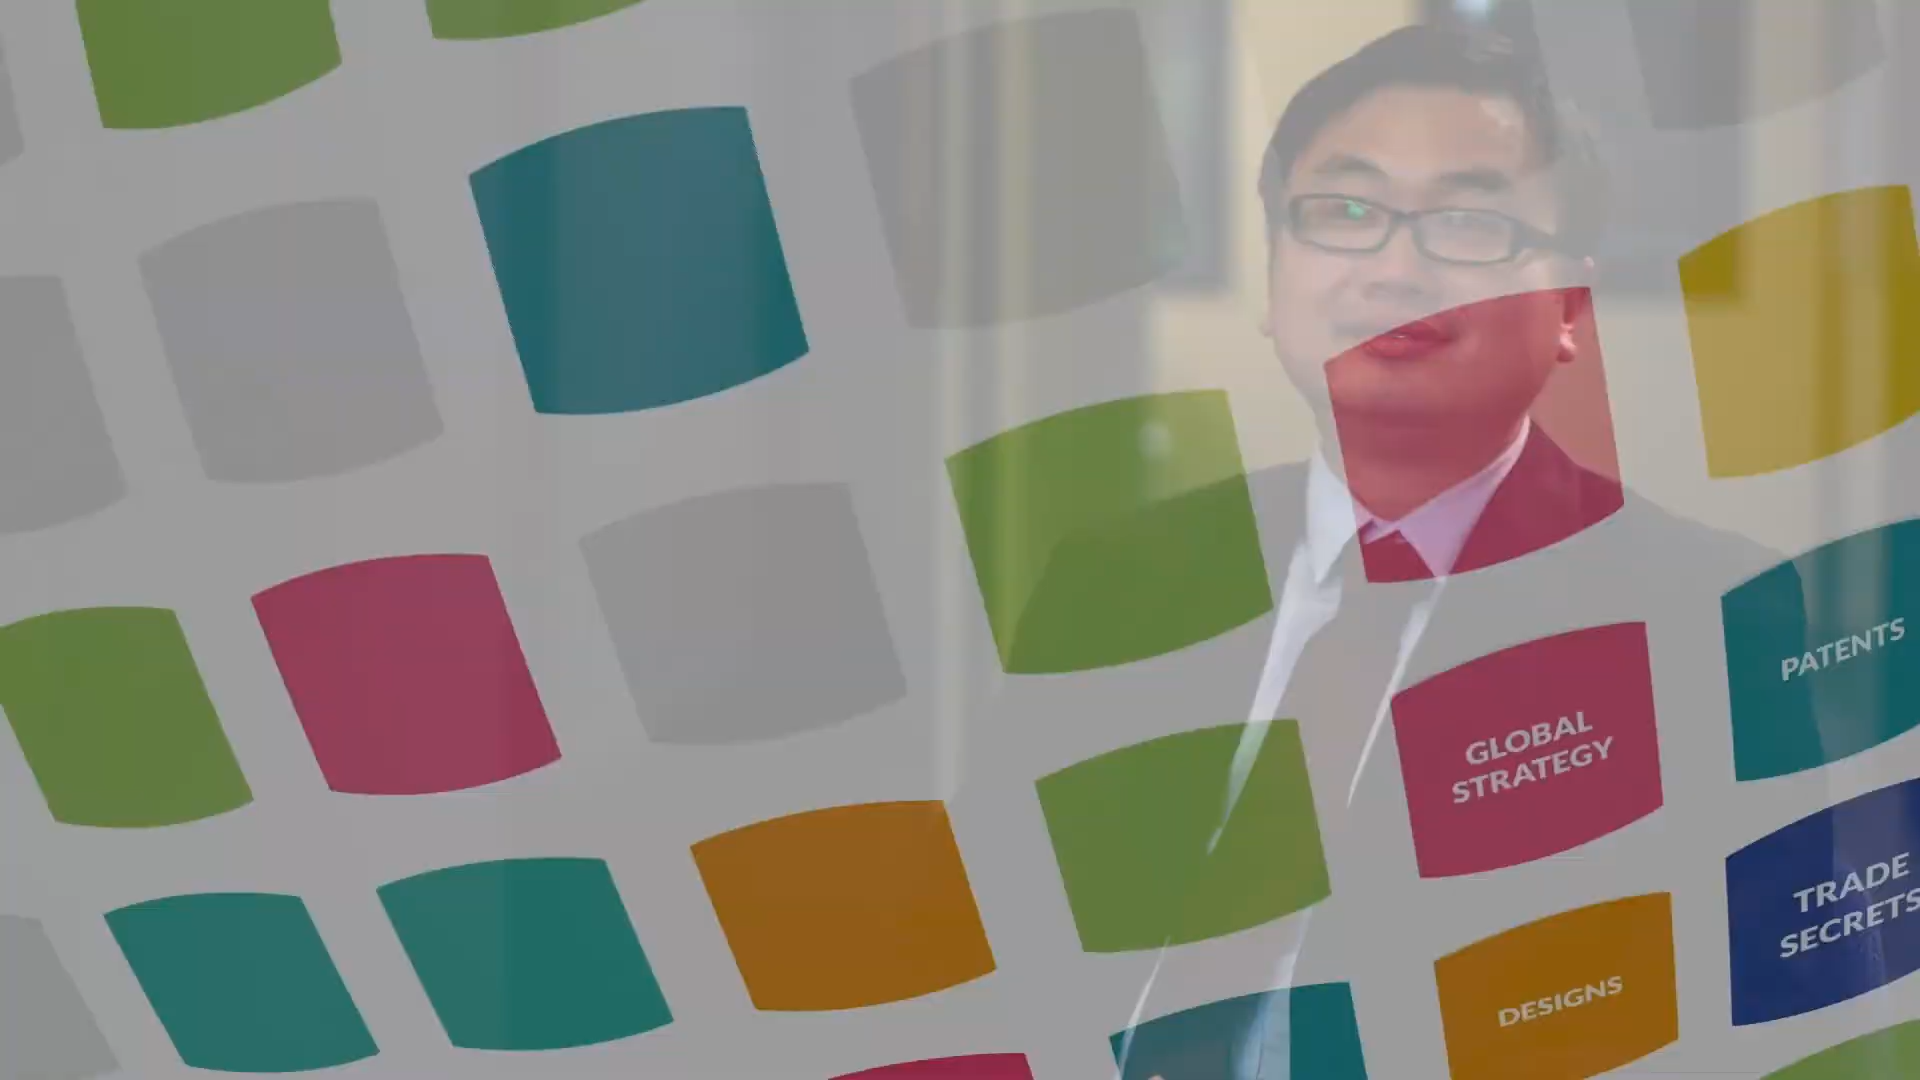 PATENTS
GLOBAL
STRATEGY
TRADE
SECRETS
DESIGNS